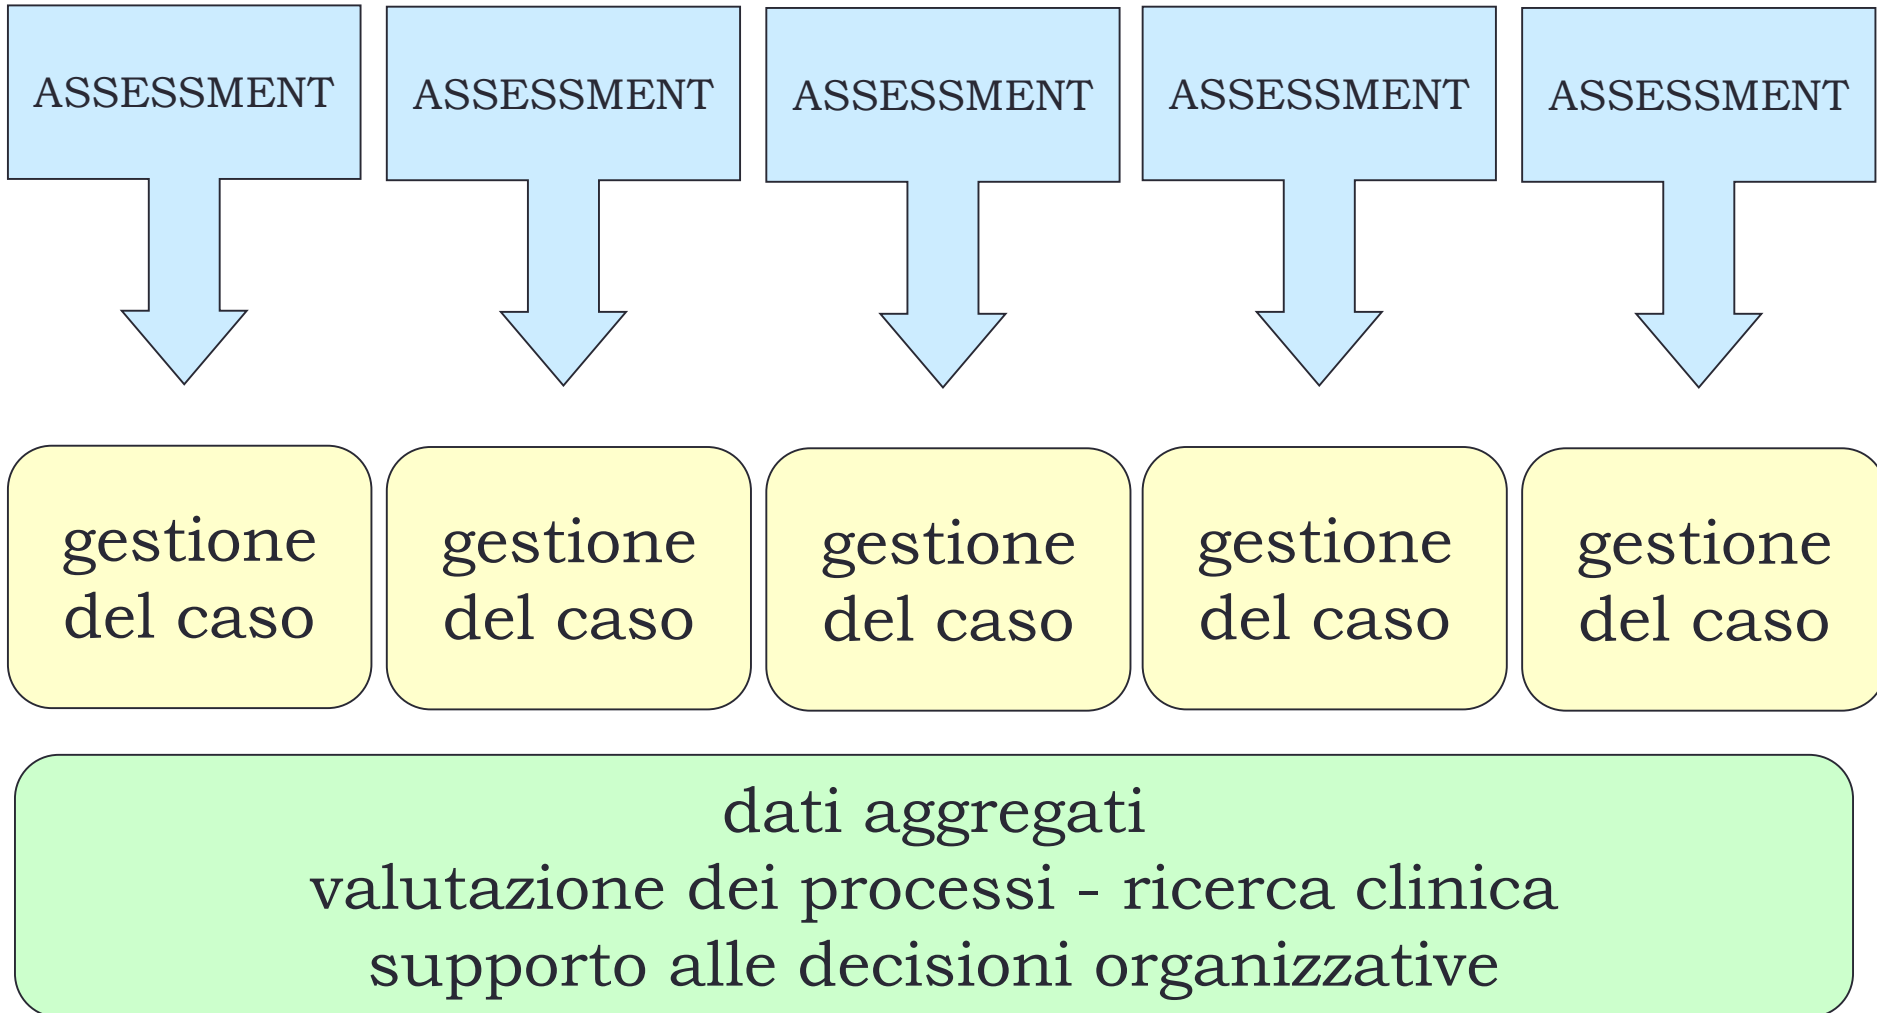 ASSESSMENT
ASSESSMENT
ASSESSMENT
ASSESSMENT
ASSESSMENT
gestione
del caso
gestione
del caso
gestione
del caso
gestione
del caso
gestione
del caso
dati aggregati
valutazione dei processi - ricerca clinica
supporto alle decisioni organizzative